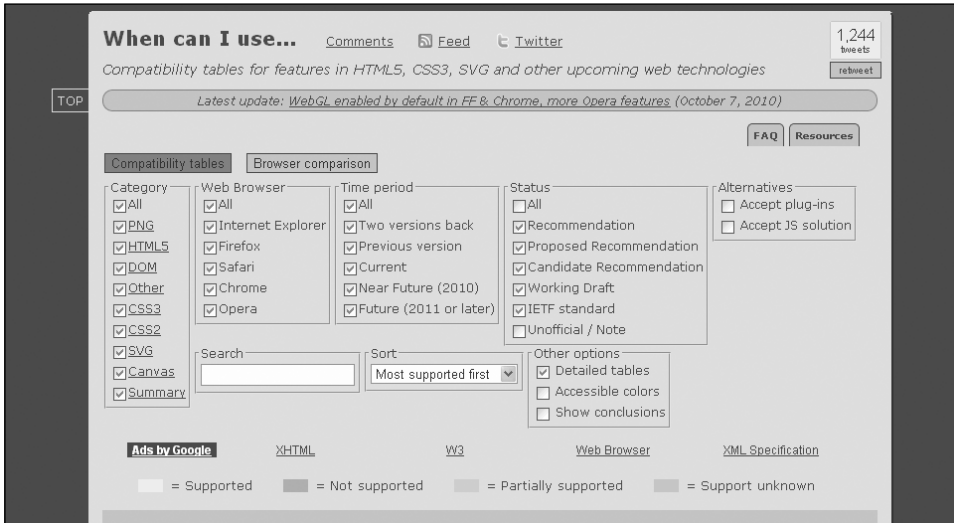 When can I use... Comments Feed Twitter
1,244
tweets
retweet
Compatibility tables for features in HTML5, CSS3, SVG and other upcoming web technologies
TOP
Latest update: WebGL enabled by default in FF & Chrome, more Opera features (October 7, 2010)
FAQ Resources
Compatibility tables Browser comparison
Category
All
PNG
HTML5
DOM
Other
CSS3
CSS2
SVG
Canvas
Summary
Web Browser
All
Internet Explorer
Firefox
Safari
Chrome
Opera
Time period
All
Two versions back
Previous version
Current
Near Future (2010)
Future (2011 or later)
Status
All
Recommendation
Proposed Recommendation
Candidate Recommendation
Working Draft
IETF standard
Unofficial / Note
Alternatives
Accept plug-ins
Accept JS solution
Search
Sort
Most supported first
Other options
Detailed tables
Accessible colors
Show conclusions
Ads by Google XHTML W3 Web Browser XML Specification
= Supported = Not supported = Partially supported = Support unknown